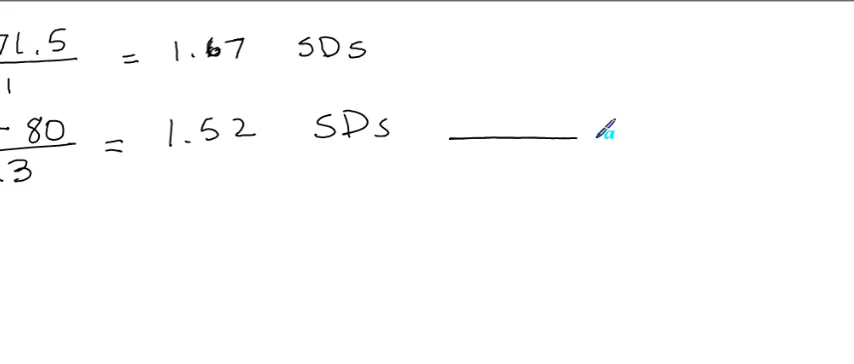 71.5
= 1.67 SDs
1
- 80
= 1.52 SDs
.3